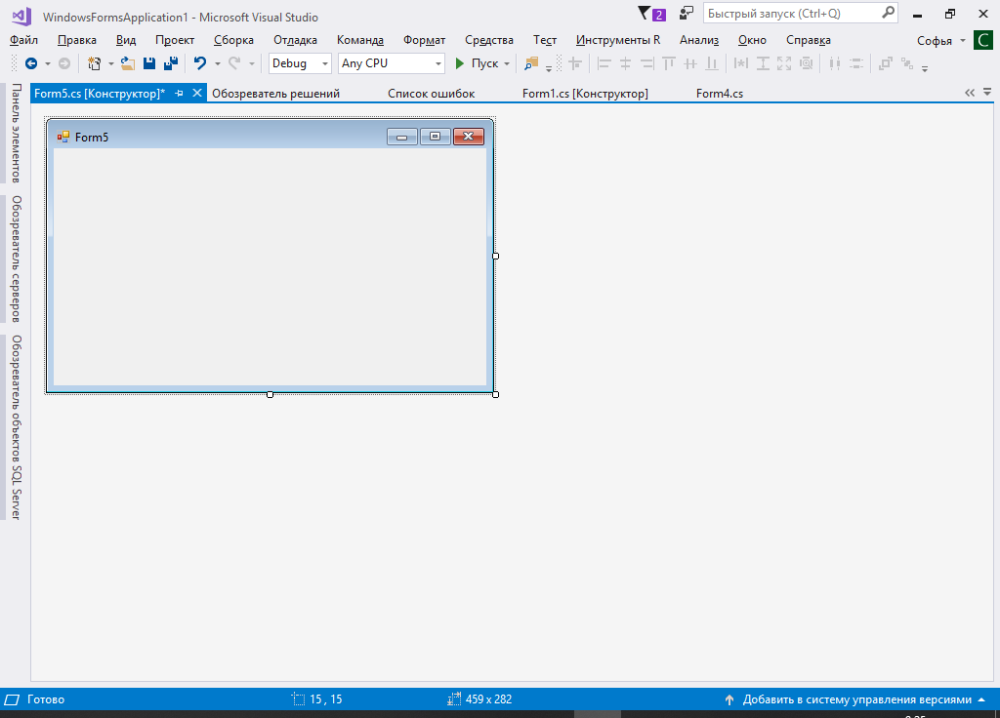 WindowsFormsApplication1 - Microsoft Visual Studio
2
Быстрый запуск (Ctrl+Q)
Файл Правка Вид Проект Сборка Отладка Команда Формат Средства Тест Инструменты R Анализ Окно Справка Софья C
Debug Any CPU Пуск
Form5.cs [Конструктор]* Обозреватель решений Список ошибок Form1.cs [Конструктор] Form4.cs
Панель элементов
Обозреватель серверов
Обозреватель объектов SQL Server
Form5
Готово 15 , 15 459 x 282 Добавить в систему управления версиями